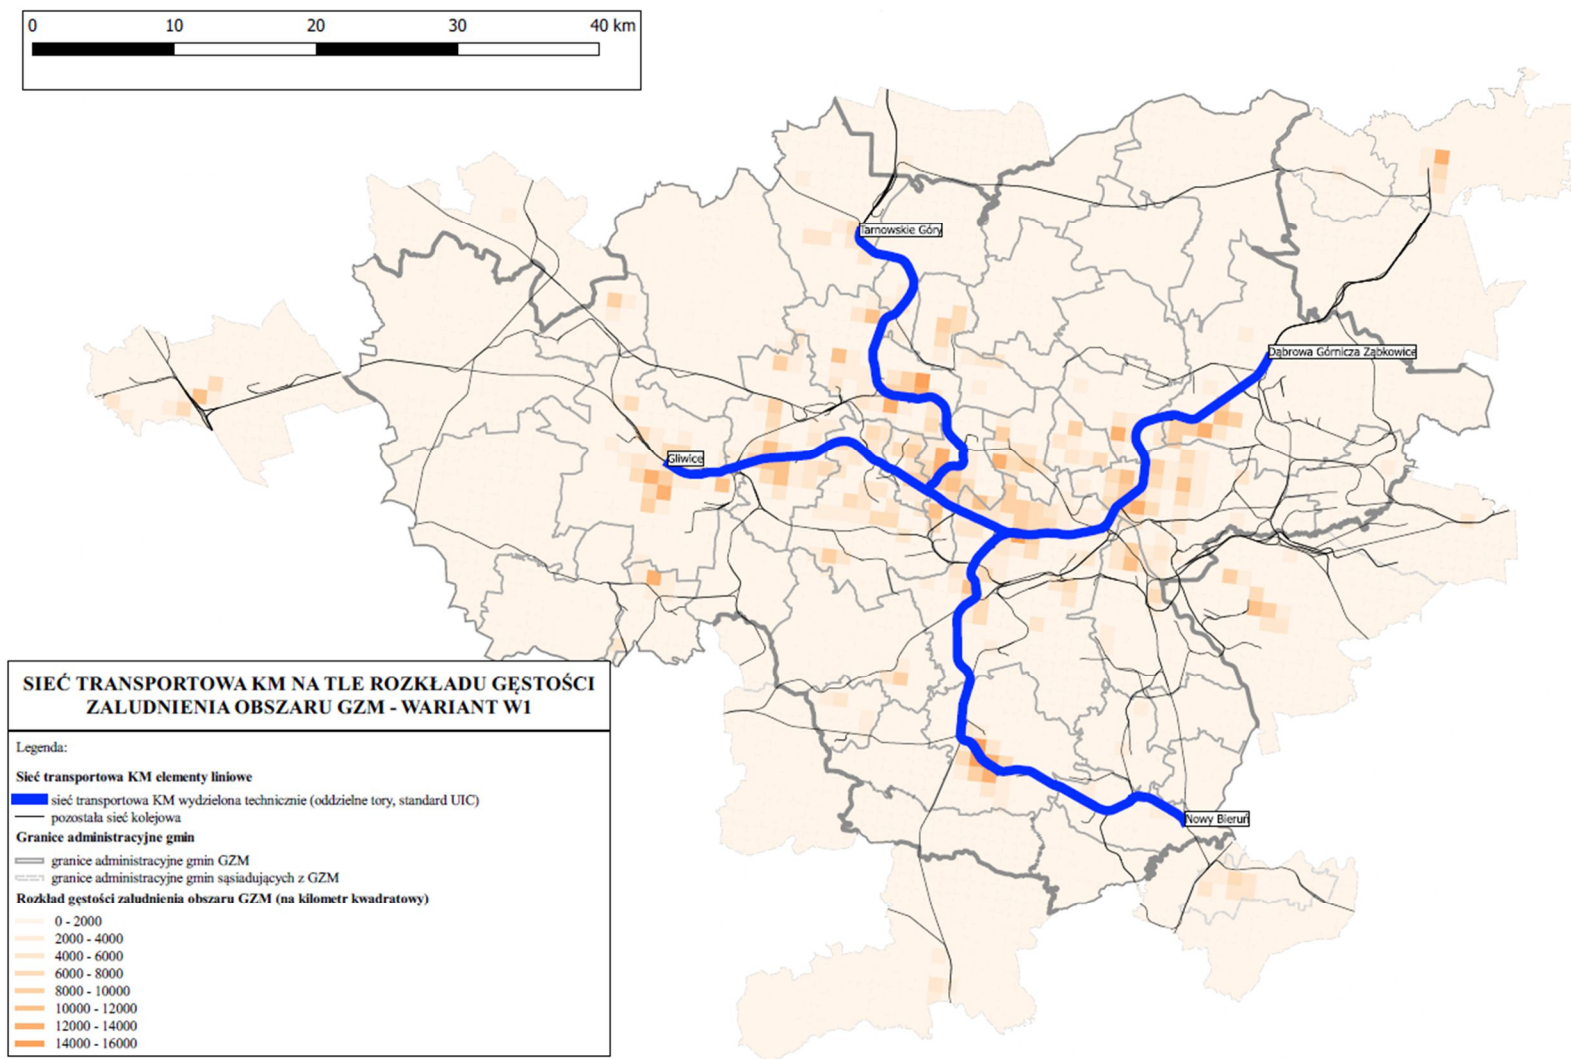 0 10 20 30 40 km
Tarnowskie Góry
Dąbrowa Górnicza Ząbkowice
Gliwice
Nowy Bieruń
SIEĆ TRANSPORTOWA KM NA TLE ROZKŁADU GĘSTOŚCI
ZALUDNIENIA OBSZARU GZM - WARIANT W1
Legenda:
Sieć transportowa KM elementy liniowe
sieć transportowa KM wydzielona technicznie (oddzielne tory, standard UIC)
pozostała sieć kolejowa
Granice administracyjne gmin
granice administracyjne gmin GZM
granice administracyjne gmin sąsiadujących z GZM
Rozkład gęstości zaludnienia obszaru GZM (na kilometr kwadratowy)
0 - 2000
2000 - 4000
4000 - 6000
6000 - 8000
8000 - 10000
10000 - 12000
12000 - 14000
14000 - 16000